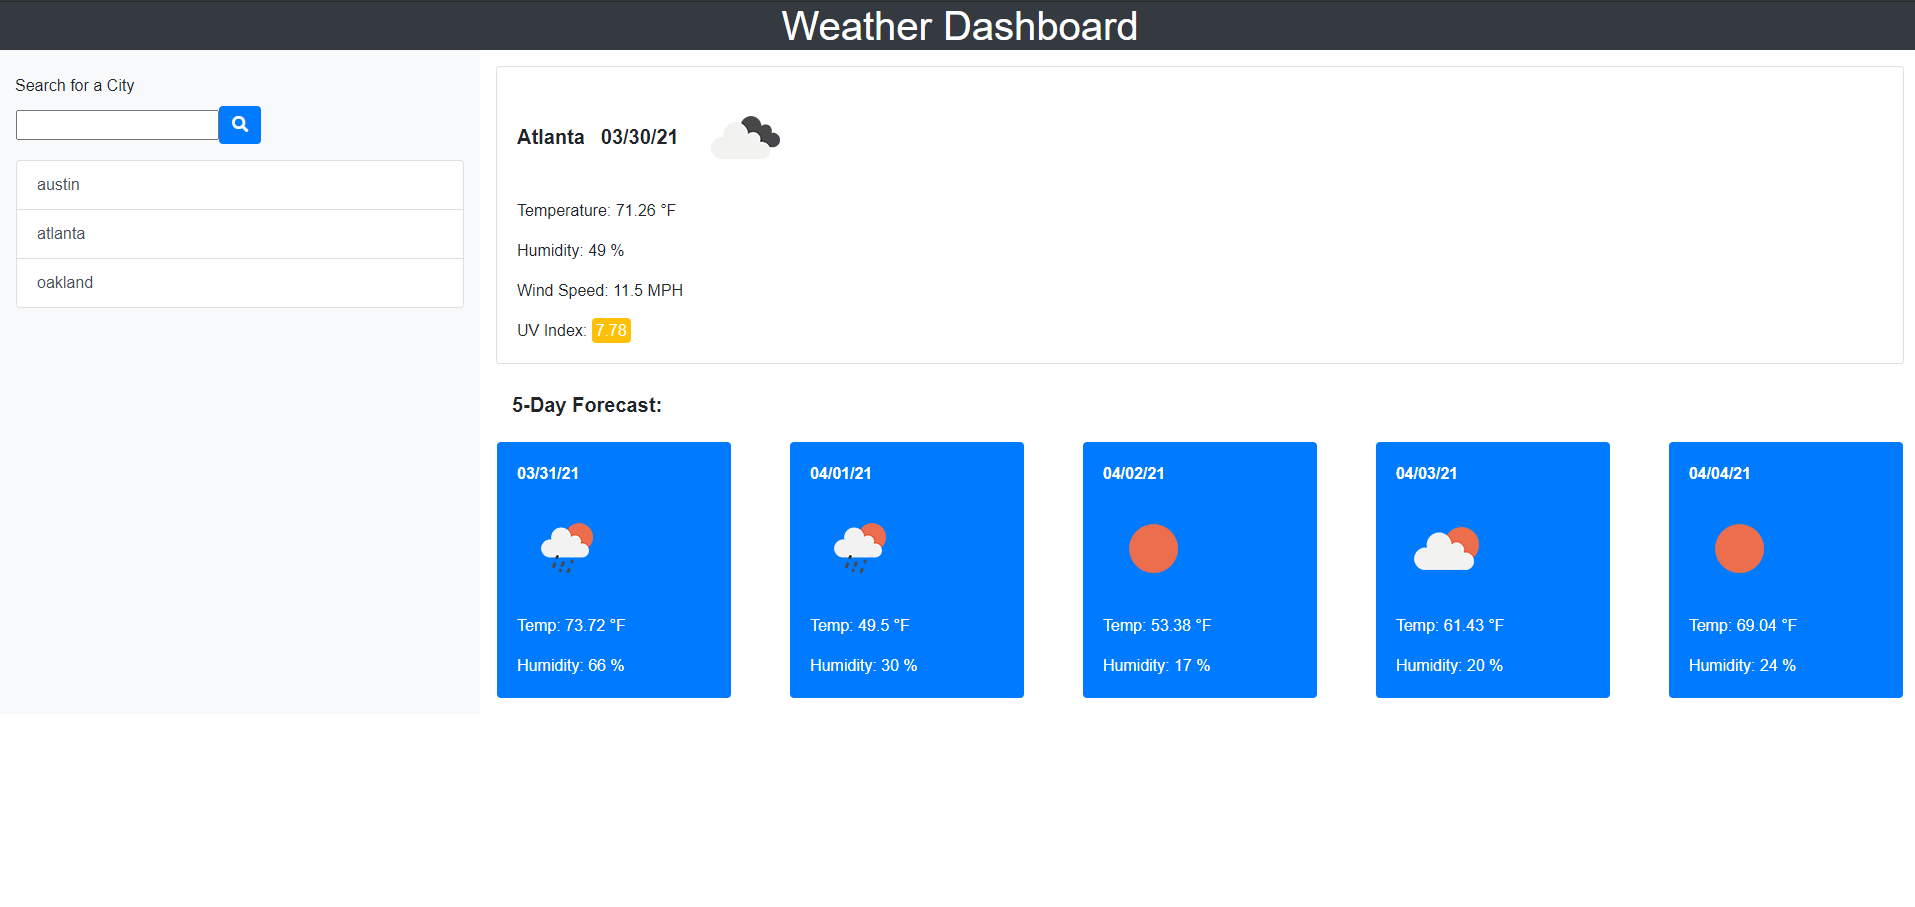 Weather Dashboard
Search for a City
austin
atlanta
oakland
Atlanta 03/30/21
Temperature: 71.26 °F
Humidity: 49 %
Wind Speed: 11.5 MPH
UV Index: 7.78
5-Day Forecast:
03/31/21
Temp: 73.72 °F
Humidity: 66 %
04/01/21
Temp: 49.5 °F
Humidity: 30 %
04/02/21
Temp: 53.38 °F
Humidity: 17 %
04/03/21
Temp: 61.43 °F
Humidity: 20 %
04/04/21
Temp: 69.04 °F
Humidity: 24 %